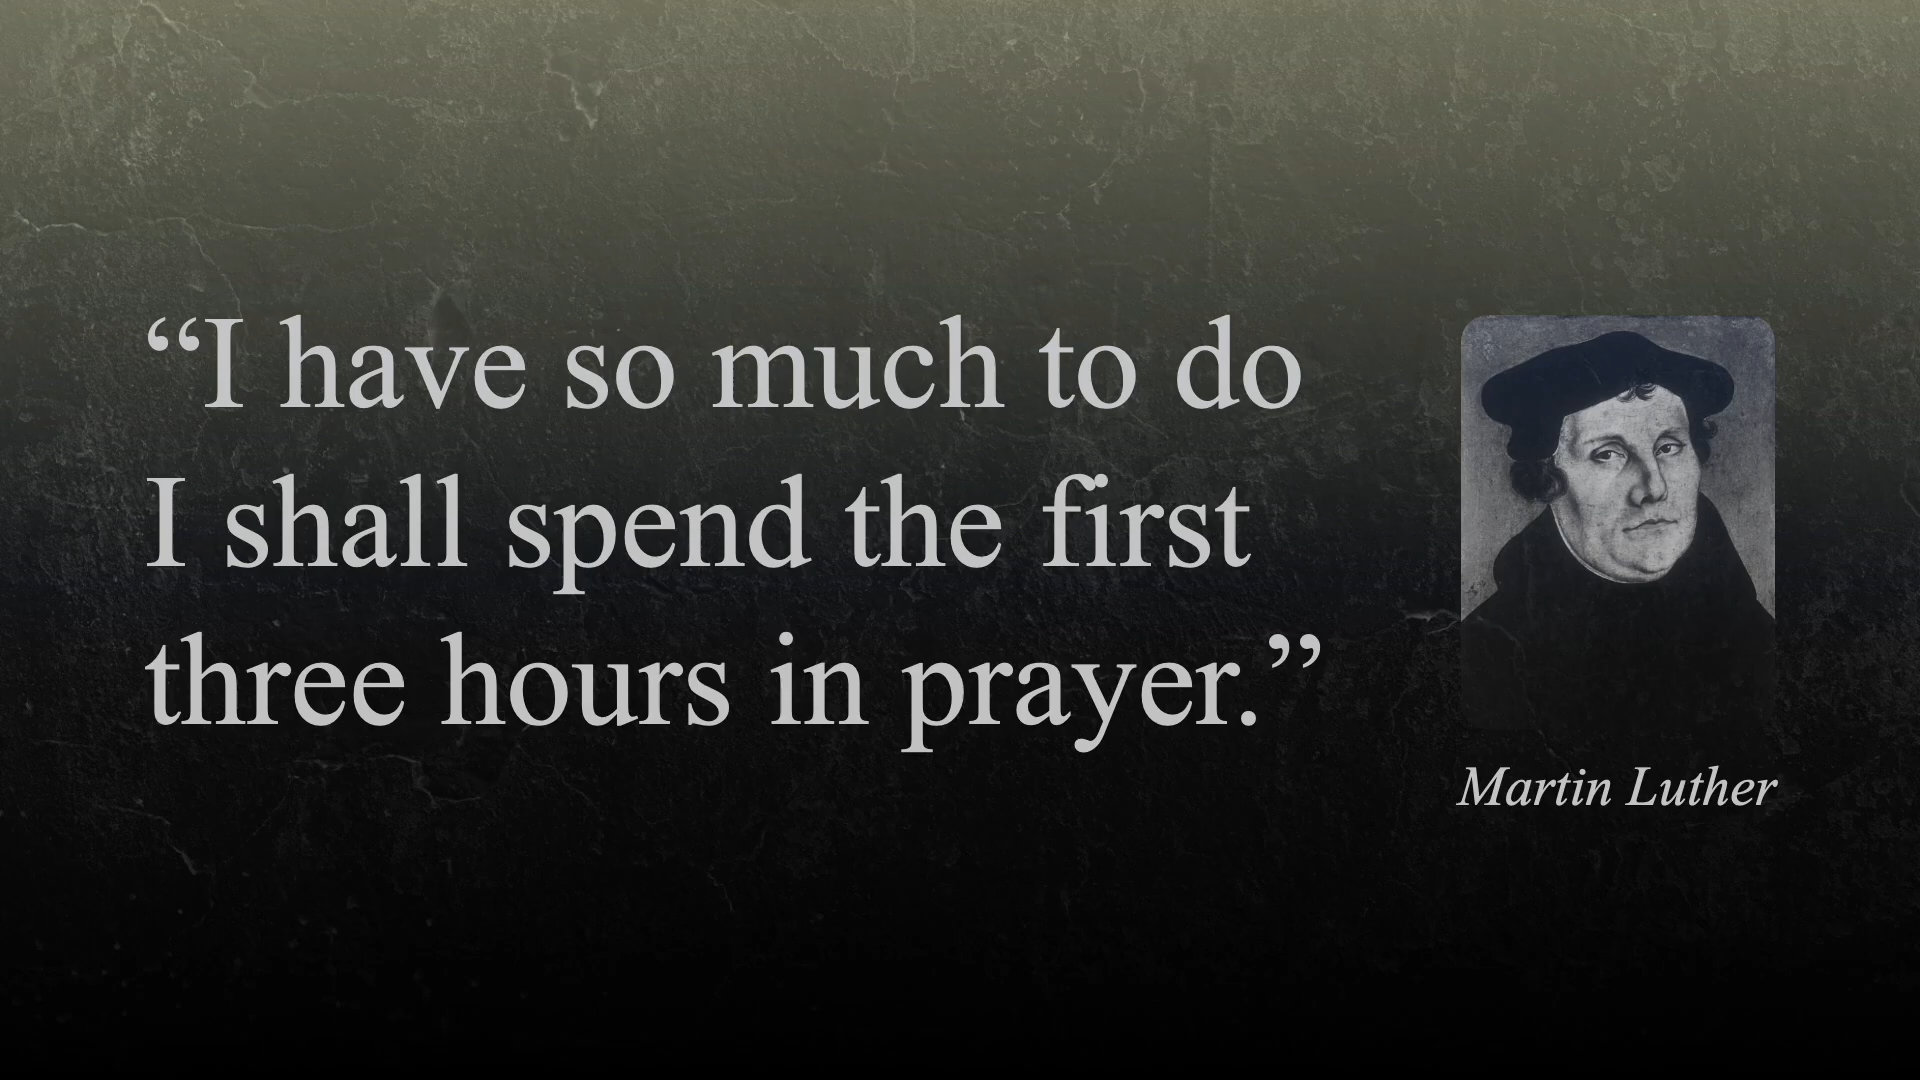 “I have so much to do
I shall spend the first
three hours in prayer.”
Martin Luther